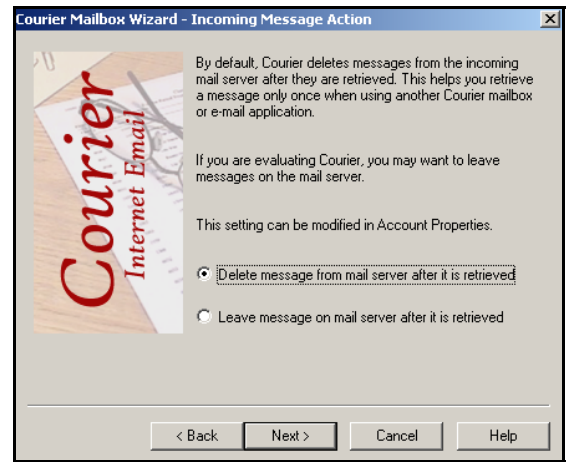 Courier Mailbox Wizard - Incoming Message Action
Courier
Internet Email
By default, Courier deletes messages from the incoming
mail server after they are retrieved. This helps you retrieve
a message only once when using another Courier mailbox
or e-mail application.
If you are evaluating Courier, you may want to leave
messages on the mail server.
This setting can be modified in Account Properties.
Delete message from mail server after it is retrieved
Leave message on mail server after it is retrieved
< Back
Next >
Cancel
Help